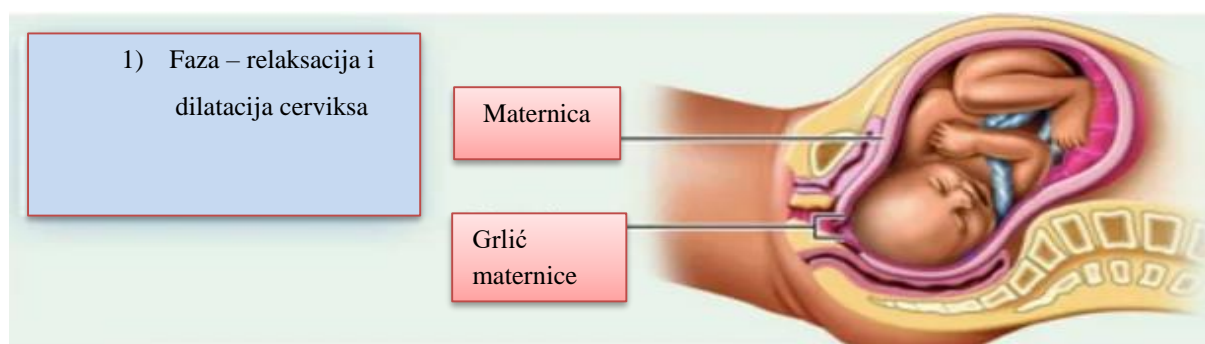 1) Faza – relaksacija i
dilatacija cerviksa
Maternica
Grlić
maternice